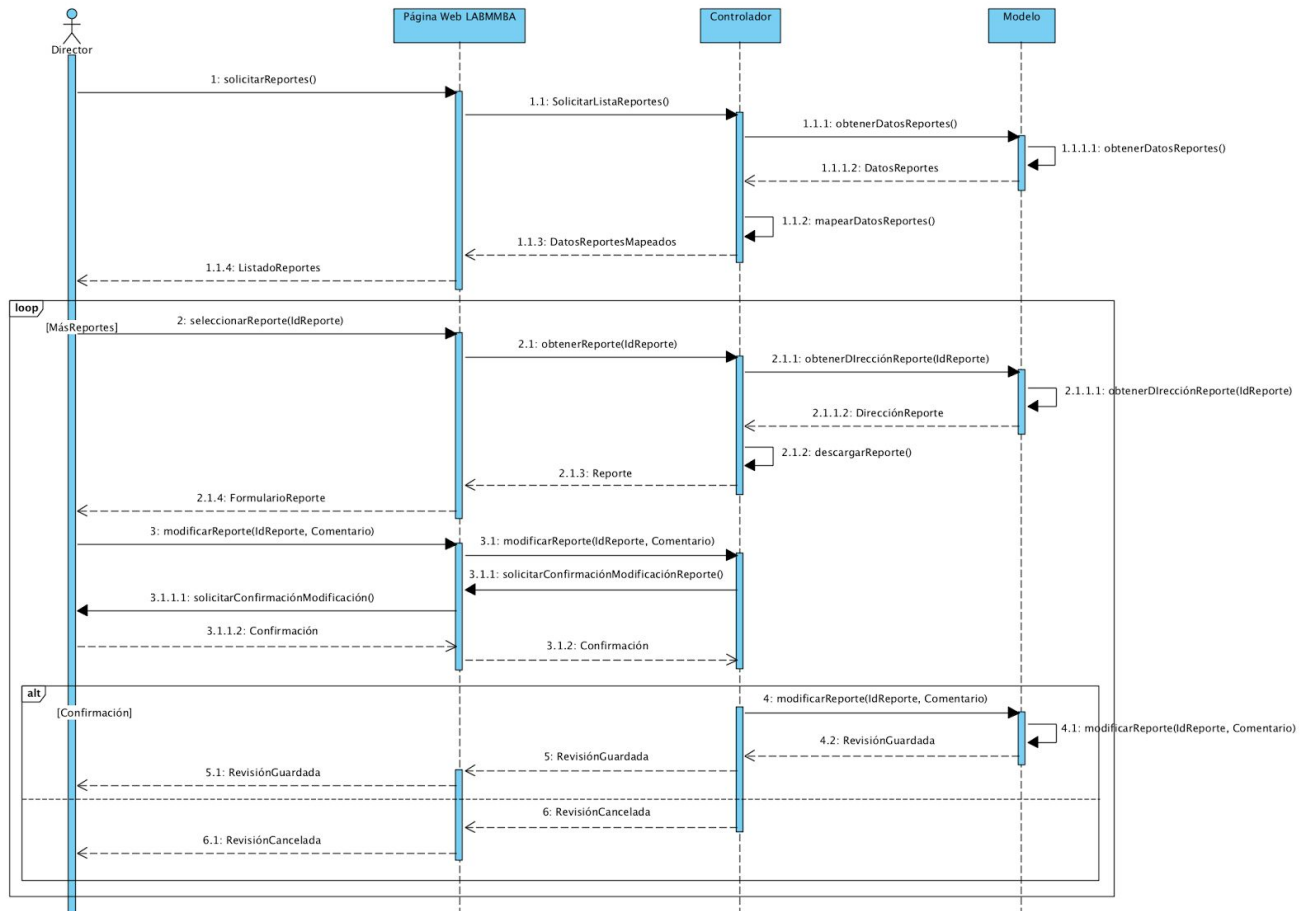 Director
Página Web LABMMBA
Controlador
Modelo
1: solicitarReportes()
1.1: SolicitarListaReportes()
1.1.1: obtenerDatosReportes()
1.1.1.1: obtenerDatosReportes()
1.1.1.2: DatosReportes
1.1.2: mapearDatosReportes()
1.1.3: DatosReportesMapeados
1.1.4: ListadoReportes
loop
[MásReportes]
2: seleccionarReporte(IdReporte)
2.1: obtenerReporte(IdReporte)
2.1.1: obtenerDIrecciónReporte(IdReporte)
2.1.1.1: obtenerDIrecciónReporte(IdReporte)
2.1.1.2: DirecciónReporte
2.1.2: descargarReporte()
2.1.3: Reporte
2.1.4: FormularioReporte
3: modificarReporte(IdReporte, Comentario)
3.1: modificarReporte(IdReporte, Comentario)
3.1.1: solicitarConfirmaciónModificaciónReporte()
3.1.1.1: solicitarConfirmaciónModificación()
3.1.1.2: Confirmación
3.1.2: Confirmación
alt
[Confirmación]
4: modificarReporte(IdReporte, Comentario)
4.1: modificarReporte(IdReporte, Comentario)
4.2: RevisiónGuardada
5: RevisiónGuardada
5.1: RevisiónGuardada
6: RevisiónCancelada
6.1: RevisiónCancelada